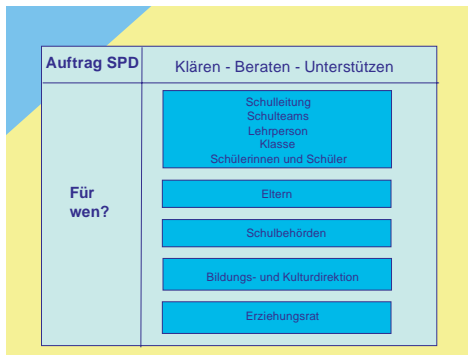 Auftrag SPD
Klären - Beraten - Unterstützen
Für
wen?
Schulleitung
Schulteams
Lehrperson
Klasse
Schülerinnen und Schüler
Eltern
Schulbehörden
Bildungs- und Kulturdirektion
Erziehungsrat